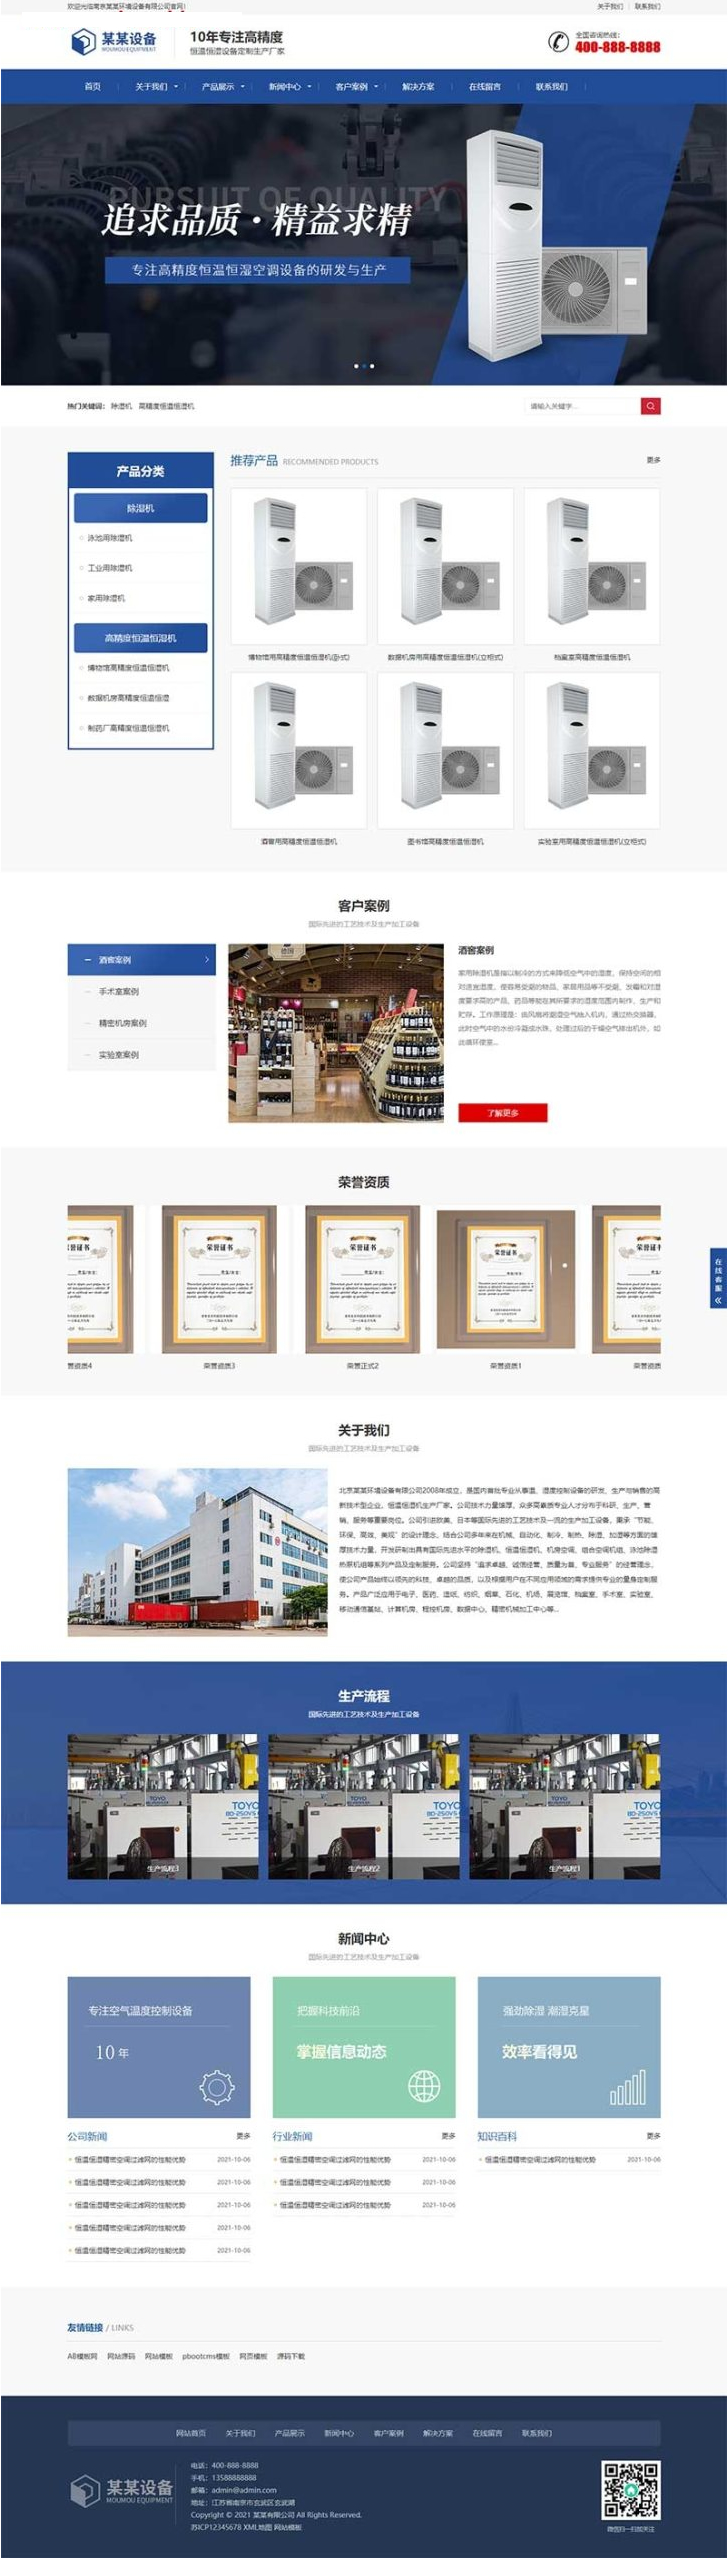 欢迎光临南京某某环境设备有限公司官网!
关于我们 | 联系我们
某某设备
MOUMOU EQUIPMENT
10年专注高精度
恒温恒湿设备定制生产厂家
全国咨询热线:
400-888-8888
首页 关于我们 产品展示 新闻中心 客户案例 解决方案 在线留言 联系我们
PURSUIT OF QUALITY
追求品质·精益求精
专注高精度恒温恒湿空调设备的研发与生产
热门关键词: 除湿机 高精度恒温恒湿机
请输入关键字...
产品分类
除湿机
泳池用除湿机
工业用除湿机
家用除湿机
高精度恒温恒湿机
博物馆高精度恒温恒湿机
数据机房高精度恒温恒湿
制药厂高精度恒温恒湿机
推荐产品 RECOMMENDED PRODUCTS
更多
博物馆用高精度恒温恒湿机(卧式)
数据机房用高精度恒温恒湿机(立柜式)
档案室高精度恒温恒湿机
酒窖用高精度恒温恒湿机
图书馆高精度恒温恒湿机
实验室用高精度恒温恒湿机(立柜式)
客户案例
国际先进的工艺技术及生产加工设备
酒窖案例
手术室案例
精密机房案例
实验室案例
酒窖案例
家用除湿机是指以制冷的方式来降低空气中的湿度、保持空间的相
对适宜湿度、使容易受潮的物品、家居用品等不受潮、发霉和对湿
度要求高的产品、药品等能在其所要求的湿度范围内制作、生产和
贮存。工作原理是:由风扇将潮湿空气抽入机内,通过热交换器,
此时空气中的水份冷凝成水珠,处理过后的干燥空气排出机外,如
此循环使室...
了解更多
荣誉资质
荣誉证书
荣誉证书
荣誉证书
誉资质4
荣誉资质3
荣誉正式2
荣誉资质1
荣誉资质
在线客服
关于我们
国际先进的工艺技术及生产加工设备
北京某某环境设备有限公司2008年成立,是国内首批专业从事温、湿度控制设备的研发、生产与销售的高
新技术型企业,恒温恒湿机生产厂家。公司技术力量雄厚,众多高素质专业人才分布于科研、生产、营
销、服务等重要岗位。公司引进欧美、日本等国际先进的工艺技术及一流的生产加工设备,秉承“节能、
环保、高效、美观”的设计理念,结合公司多年来在机械、自动化、制冷、制热、除湿、加湿等方面的雄
厚技术力量,开发研制出具有国际先进水平的除湿机、恒温恒湿机、机房空调、组合空调机组、泳池除湿
热泵机组等系列产品及定制服务。公司坚持“追求卓越、诚信经营、质量为首、专业服务”的经营理念,
使公司产品始终以领先的科技、卓越的品质、以及根据用户在不同应用领域的需求提供专业的量身定制服
务。产品广泛应用于电子、医药、造纸、纺织、烟草、石化、机场、展览馆、档案室、手术室、实验室、
移动通信基站、计算机房、程控机房、数据中心、精密机械加工中心等...
生产流程
国际先进的工艺技术及生产加工设备
TOYO
TOYO
BD-250V5
TOYO
TOYO
BD-250V5
TOYO
TOYO
BD-250V5
生产流程3
生产流程2
生产流程1
新闻中心
国际先进的工艺技术及生产加工设备
专注空气温度控制设备
10 年
把握科技前沿
掌握信息动态
强劲除湿 潮湿克星
效率看得见
公司新闻 更多
恒温恒湿精密空调过滤网的性能优势 2021-10-06
恒温恒湿精密空调过滤网的性能优势 2021-10-06
恒温恒湿精密空调过滤网的性能优势 2021-10-06
恒温恒湿精密空调过滤网的性能优势 2021-10-06
恒温恒湿精密空调过滤网的性能优势 2021-10-06
行业新闻 更多
恒温恒湿精密空调过滤网的性能优势 2021-10-06
恒温恒湿精密空调过滤网的性能优势 2021-10-06
恒温恒湿精密空调过滤网的性能优势 2021-10-06
知识百科 更多
恒温恒湿精密空调过滤网的性能优势 2021-10-06
友情链接 / LINKS
AB模板网 网站源码 网站模板 pbootcms模板 网页模板 源码下载
网站首页 关于我们 产品展示 新闻中心 客户案例 解决方案 在线留言 联系我们
某某设备
MOUMOU EQUIPMENT
电话:400-888-8888
手机:13588888888
邮箱:admin@admin.com
地址:江苏省南京市玄武区玄武湖
Copyright © 2021 某某有限公司 All Rights Reserved.
苏ICP12345678 XML地图 网站模板
微信扫一扫加关注